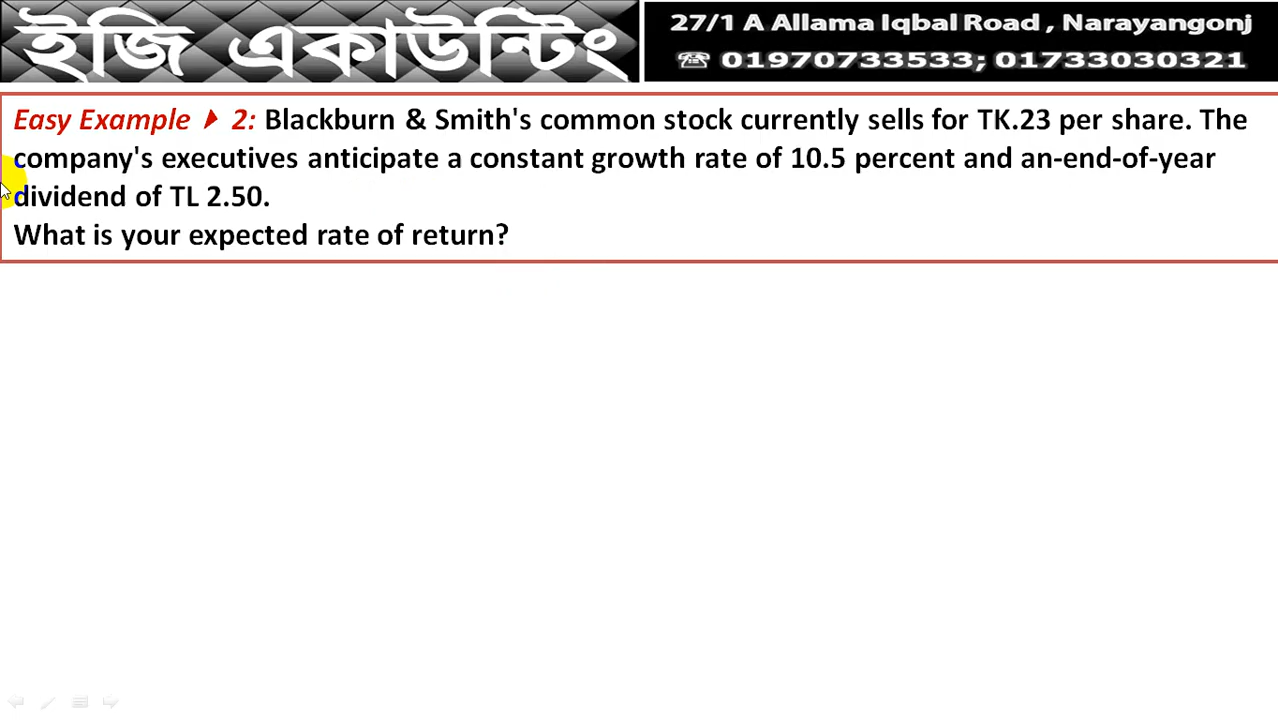 ইজি একাউন্টিং
27/1 A Allama Iqbal Road , Narayangonj
☏ 01970733533; 01733030321
Easy Example 2: Blackburn & Smith's common stock currently sells for TK.23 per share. The
company's executives anticipate a constant growth rate of 10.5 percent and an-end-of-year
dividend of TL 2.50.
What is your expected rate of return?